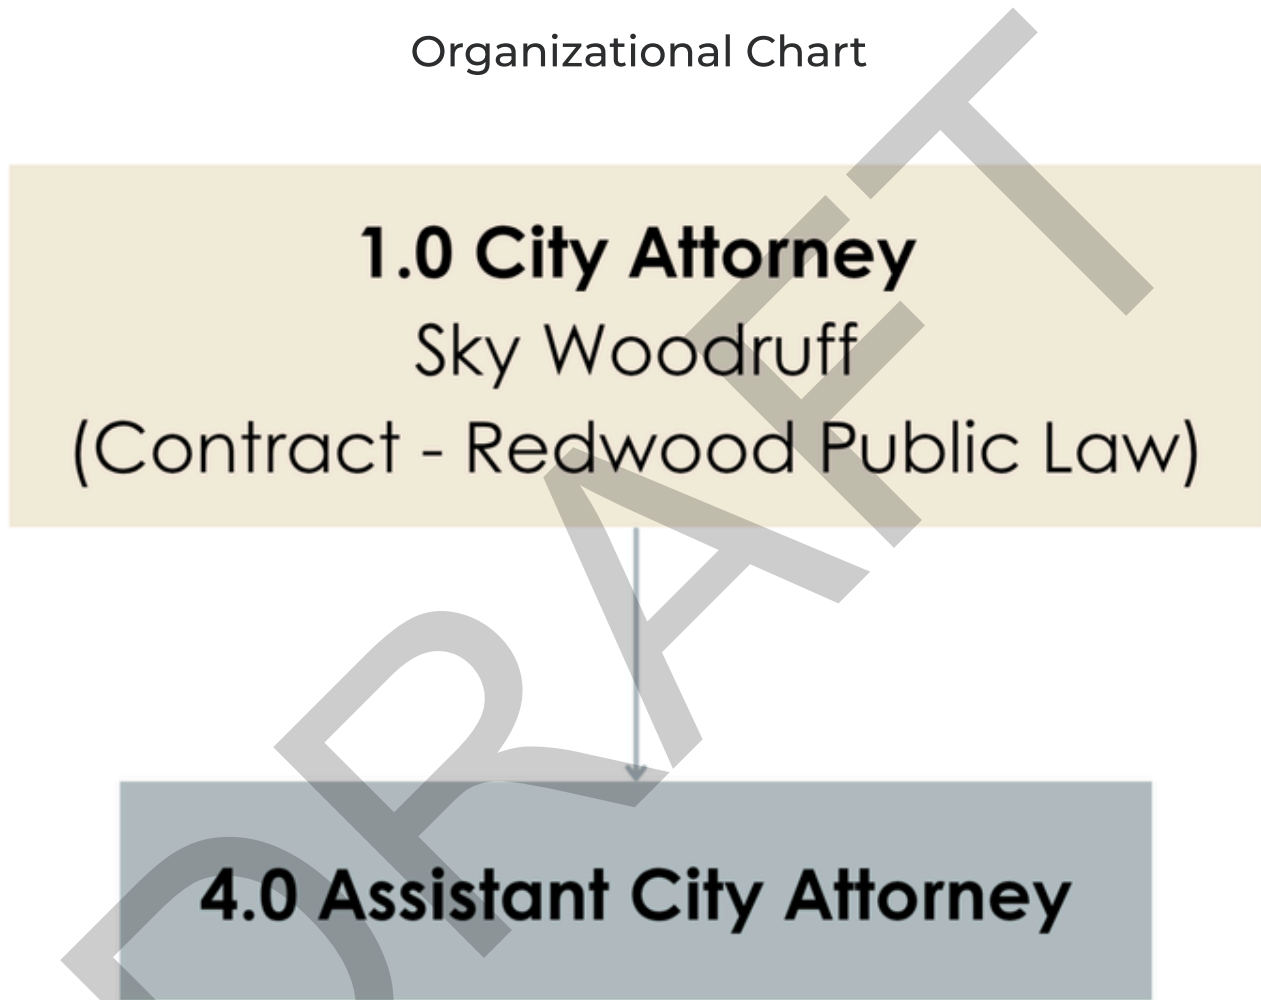 Organizational Chart
1.0 City Attorney
Sky Woodruff
(Contract - Redwood Public Law)
4.0 Assistant City Attorney
DRAFT